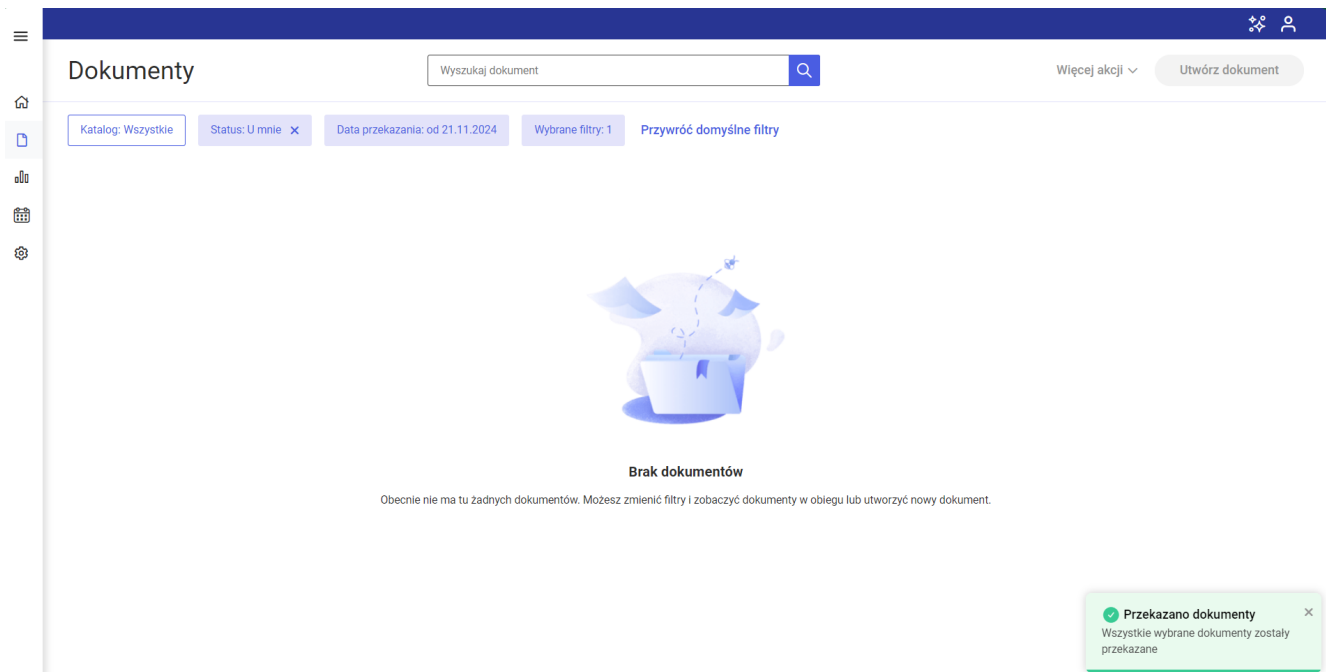 Dokumenty
Wyszukaj dokument
Więcej akcji
Utwórz dokument
Katalog: Wszystkie
Status: U mnie
Data przekazania: od 21.11.2024
Wybrane filtry: 1
Przywróć domyślne filtry
Brak dokumentów
Obecnie nie ma tu żadnych dokumentów. Możesz zmienić filtry i zobaczyć dokumenty w obiegu lub utworzyć nowy dokument.
Przekazano dokumenty
Wszystkie wybrane dokumenty zostały
przekazane